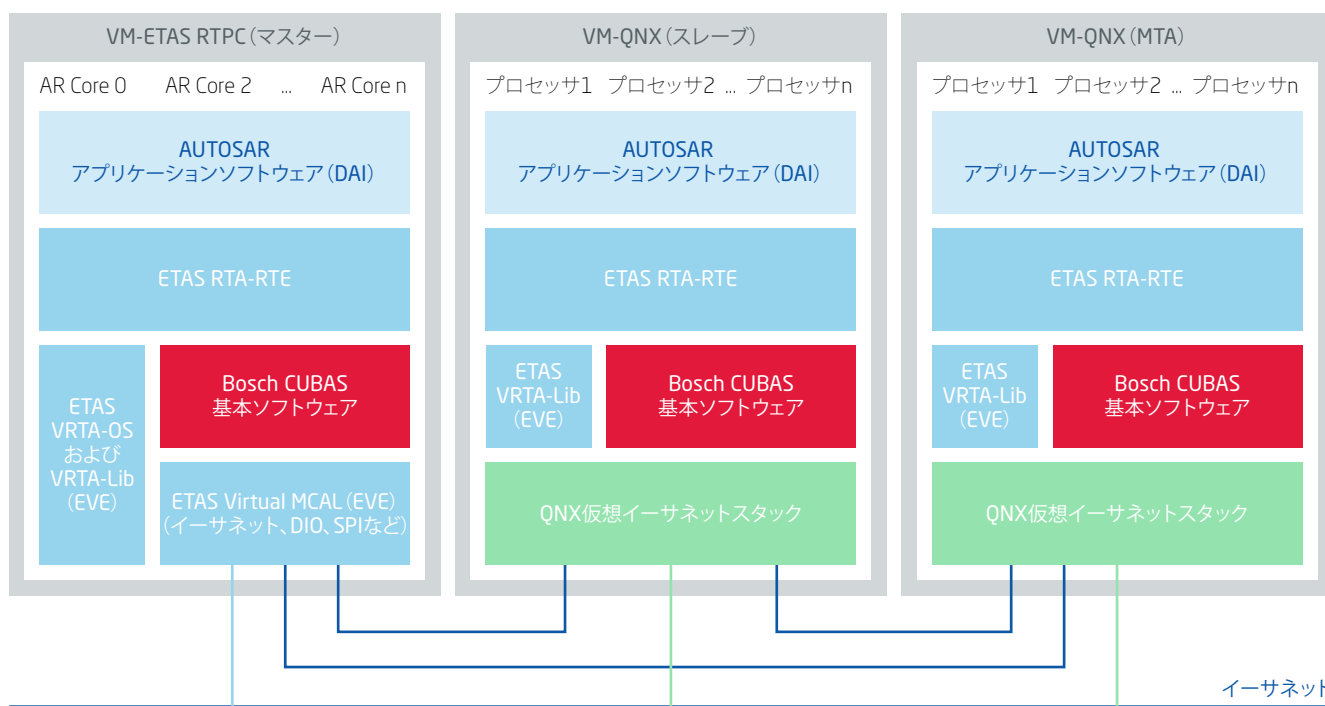 VM-ETAS RTPC（マスター）
AR Core 0 AR Core 2 ... AR Core n
AUTOSAR
アプリケーションソフトウェア（DAI）
ETAS RTA-RTE
ETAS
VRTA-OS
および
VRTA-Lib
（EVE）
Bosch CUBAS
基本ソフトウェア
ETAS Virtual MCAL（EVE）
（イーサネット、DIO、SPIなど）
VM-QNX（スレーブ）
プロセッサ1 プロセッサ2 ... プロセッサn
AUTOSAR
アプリケーションソフトウェア（DAI）
ETAS RTA-RTE
ETAS
VRTA-Lib
（EVE）
Bosch CUBAS
基本ソフトウェア
QNX仮想イーサネットスタック
VM-QNX（MTA）
プロセッサ1 プロセッサ2 ... プロセッサn
AUTOSAR
アプリケーションソフトウェア（DAI）
ETAS RTA-RTE
ETAS
VRTA-Lib
（EVE）
Bosch CUBAS
基本ソフトウェア
QNX仮想イーサネットスタック
イーサネット